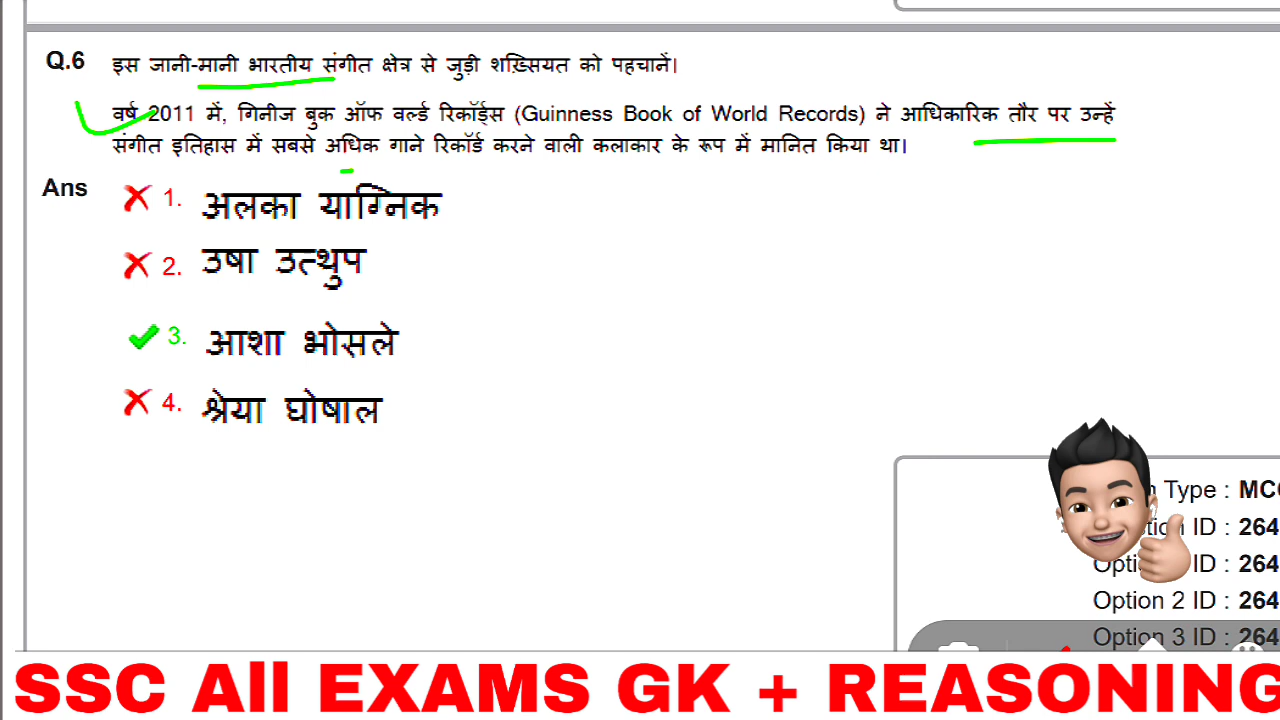 Q.6 इस जानी-मानी भारतीय संगीत क्षेत्र से जुड़ी शख़्सियत को पहचानें।
वर्ष 2011 में, गिनीज बुक ऑफ वर्ल्ड रिकॉर्ड्स (Guinness Book of World Records) ने आधिकारिक तौर पर उन्हें
संगीत इतिहास में सबसे अधिक गाने रिकॉर्ड करने वाली कलाकार के रूप में मानित किया था।
Ans 1. अलका याग्निक
2. उषा उत्थुप
3. आशा भोसले
4. श्रेया घोषाल
Type : MC
ID : 264
ID : 264
Option 2 ID : 264
Option 3 ID : 264
SSC All EXAMS GK + REASONING